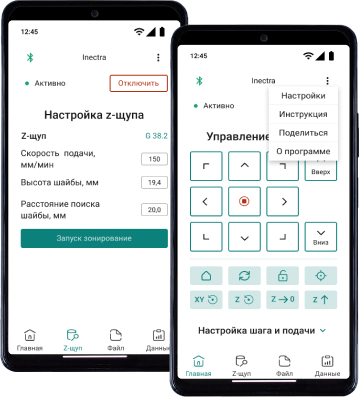 12:45
Inectra
Активно
Отключить
Настройка z-щупа
Z-щуп
G 38.2
Скорость подачи,
мм/мин
150
Высота шайбы, мм
19,4
Расстояние поиска
шайбы, мм
20,0
Запуск зонирование
Главная
Z-щуп
Файл
Данны
12:45
Inectra
Активно
Настройки
Инструкция
Поделиться
О программе
Управление
Вверх
Вниз
XY
Z
Z → 0
Z ↑
Настройка шага и подачи
Главная
Z-щуп
Файл
Данные